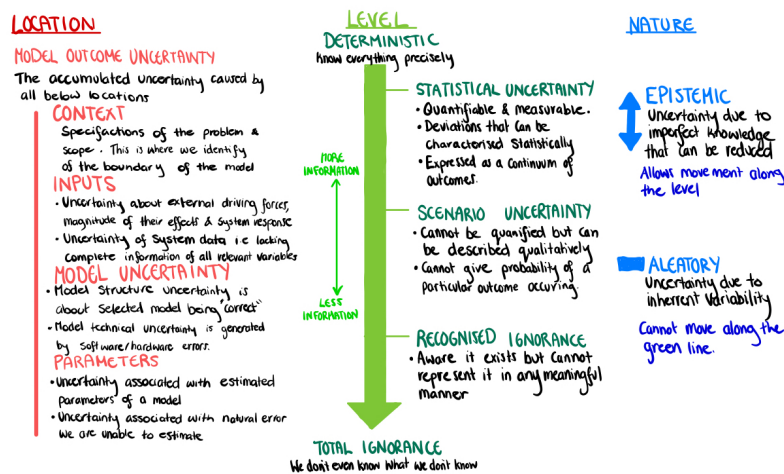 LOCATION
MODEL OUTCOME UNCERTAINTY
The accumulated uncertainty caused by
all below locations
CONTEXT
Specifactions of the problem &
scope. This is where we identify
of the boundary of the model
INPUTS
• Uncertainty about external driving forces,
magnitude of their effects & System response
• Uncertainty of System data i.e lacking
complete information of all relevant variables
MODEL UNCERTAINTY
• Model Structure uncertainty is
about Selected model being "correct"
• Model technical uncertainty is generated
by software/hardware errors.
PARAMETERS
• Uncertainty associated with estimated
parameters of a model
• Uncertainty associated with natural error
we are unable to estimate
LEVEL
DETERMINISTIC
Know everything precisely
MORE
INFORMATION
LESS
INFORMATION
STATISTICAL UNCERTAINTY
• Quantifiable & measurable.
• Deviations that can be
characterised Statistically
• Expressed as a continuum of
outcomes.
SCENARIO UNCERTAINTY
• Cannot be quanified but can
be described qualitatively
• Cannot give probability of a
particular outcome occuring.
RECOGNISED IGNORANCE
• Aware it exists but cannot
represent it in any meaningful
manner
TOTAL IGNORANCE
We don't even know what we don't know
NATURE
EPISTEMIC
Uncertainty due to
imperfect knowledge
that can be reduced
Allows movement along
the level
ALEATORY
Uncertainty due to
inherrent variability
Cannot move along the
green line.